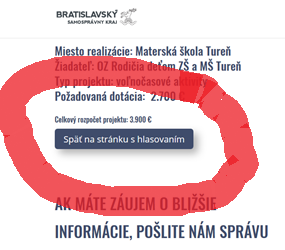 BRATISLAVSKÝ
SAMOSPRÁVNY KRAJ
Miesto realizácie: Materská škola Tureň
Žiadateľ: OZ Rodičia deťom ZŠ a MŠ Tureň
Typ projektu: voľnočasové aktivity
Požadovaná dotácia: 2.700 €
Celkový rozpočet projektu: 3.900 €
Späť na stránku s hlasovaním
AK MÁTE ZÁUJEM O BLIŽŠIE
INFORMÁCIE, POŠLITE NÁM SPRÁVU